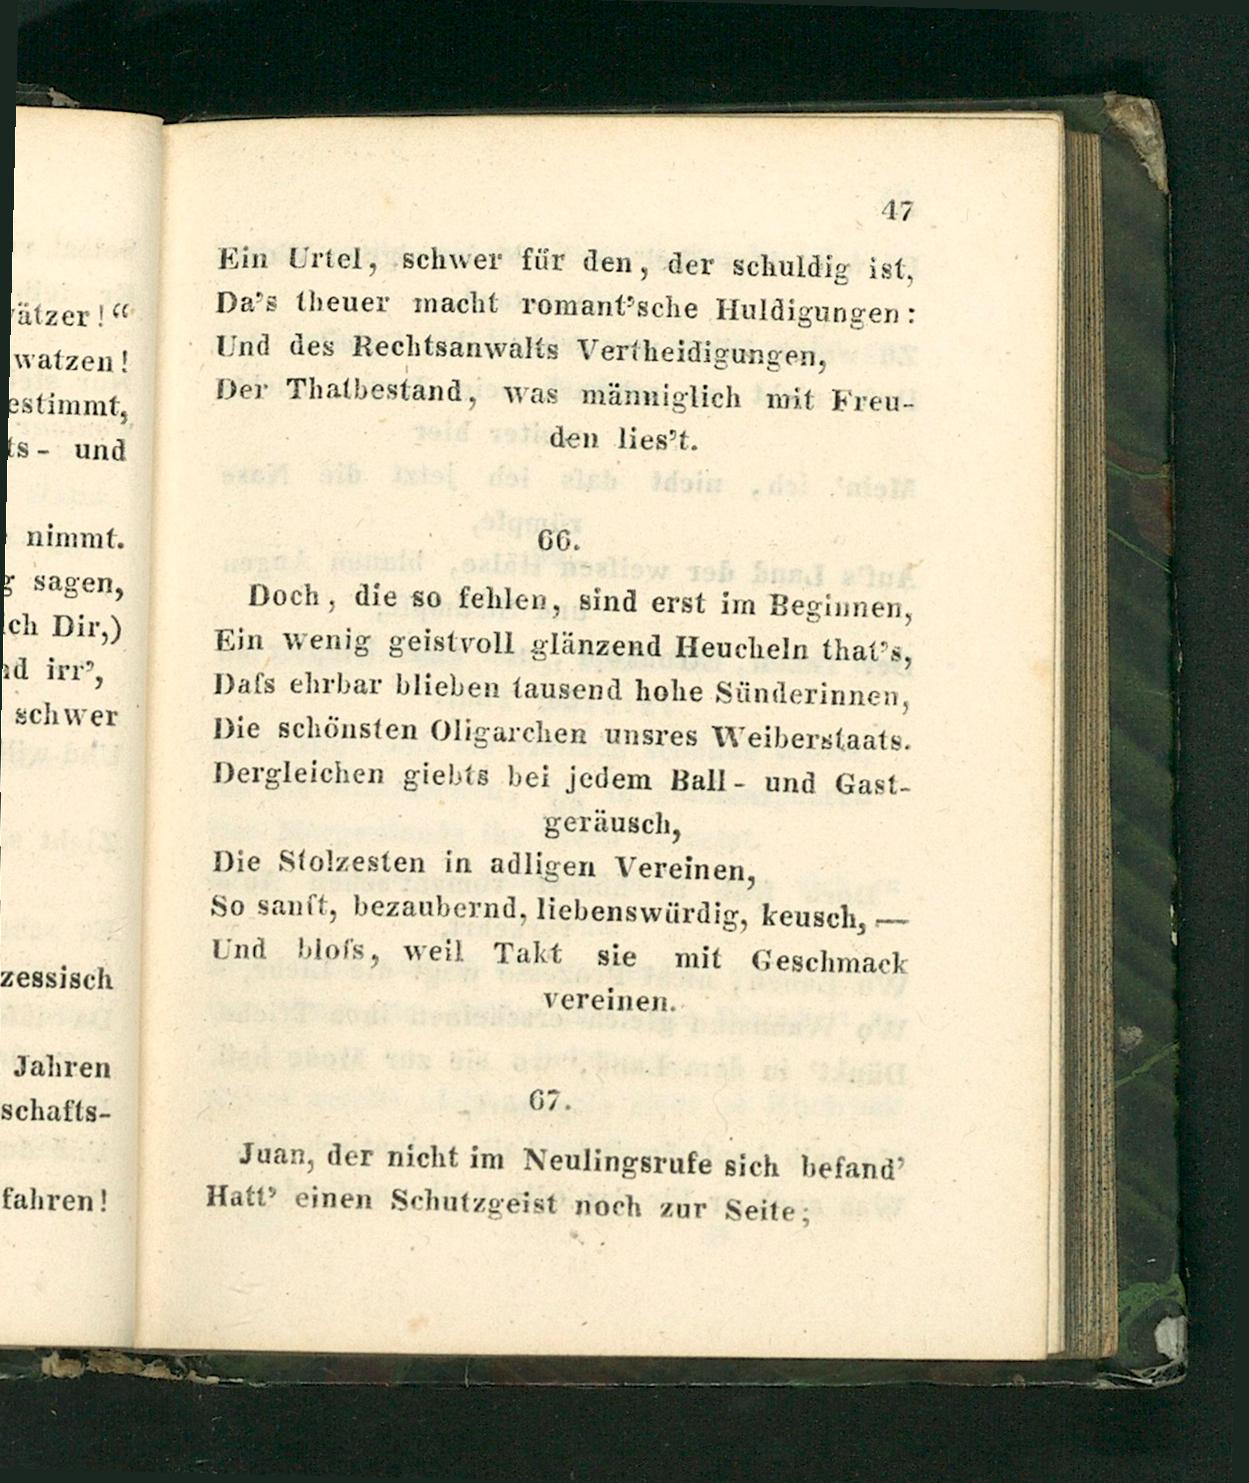 ätzer!“
watzen!
estimmt,
ts- und
nimmt.
g sagen,
ich Dir,)
nd irr’,
schwer
zessisch
Jahren
schafts-
fahren!
47
Ein Urtel, schwer für den, der schuldig ist,
Da’s theuer macht romant’sche Huldigungen:
Und des Rechtsanwalts Vertheidigungen,
Der Thatbestand, was männiglich mit Freu-
den lies’t.
66.
Doch, die so fehlen, sind erst im Beginnen,
Ein wenig geistvoll glänzend Heucheln that’s,
Daſs ehrbar blieben tausend hohe Sünderinnen,
Die schönsten Oligarchen unsres Weiberstaats.
Dergleichen giebts bei jedem Ball- und Gast-
geräusch,
Die Stolzesten in adligen Vereinen,
So sanft, bezaubernd, liebenswürdig, keusch, —
Und bloſs, weil Takt sie mit Geschmack
vereinen.
67.
Juan, der nicht im Neulingsrufe sich befand’
Hatt’ einen Schutzgeist noch zur Seite;